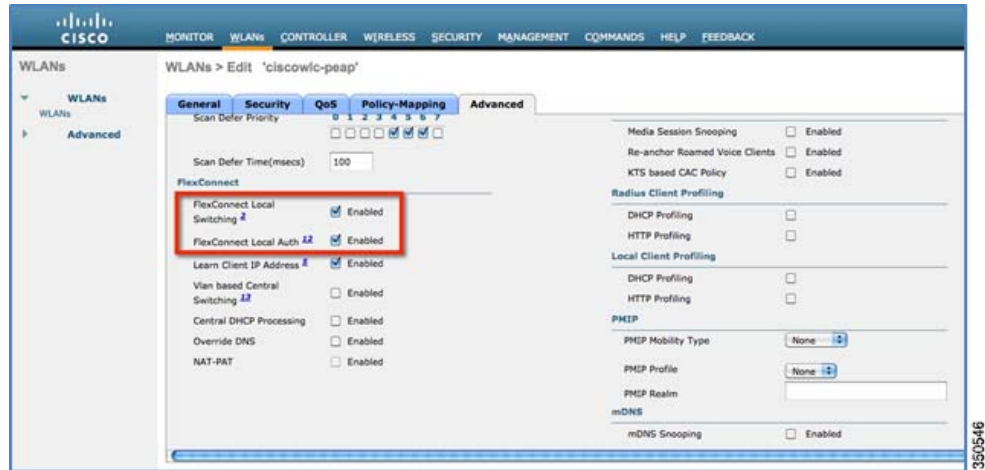 CISCO
MONITOR WLANs CONTROLLER WIRELESS SECURITY MANAGEMENT COMMANDS HELP FEEDBACK
WLANs
WLANs
WLANs
Advanced
WLANs > Edit 'ciscowlc-peap'
General Security QoS Policy-Mapping Advanced
Scan Defer Priority 0 1 2 3 4 5 6 7
Scan Defer Time(msecs) 100
FlexConnect
FlexConnect Local
Switching 2 Enabled
FlexConnect Local Auth 12 Enabled
Learn Client IP Address 5 Enabled
Vlan based Central
Switching 13 Enabled
Central DHCP Processing Enabled
Override DNS Enabled
NAT-PAT Enabled
Media Session Snooping Enabled
Re-anchor Roamed Voice Clients Enabled
KTS based CAC Policy Enabled
Radius Client Profiling
DHCP Profiling
HTTP Profiling
Local Client Profiling
DHCP Profiling
HTTP Profiling
PMIP
PMIP Mobility Type None
PMIP Profile None
PMIP Realm
mDNS
mDNS Snooping Enabled
350546